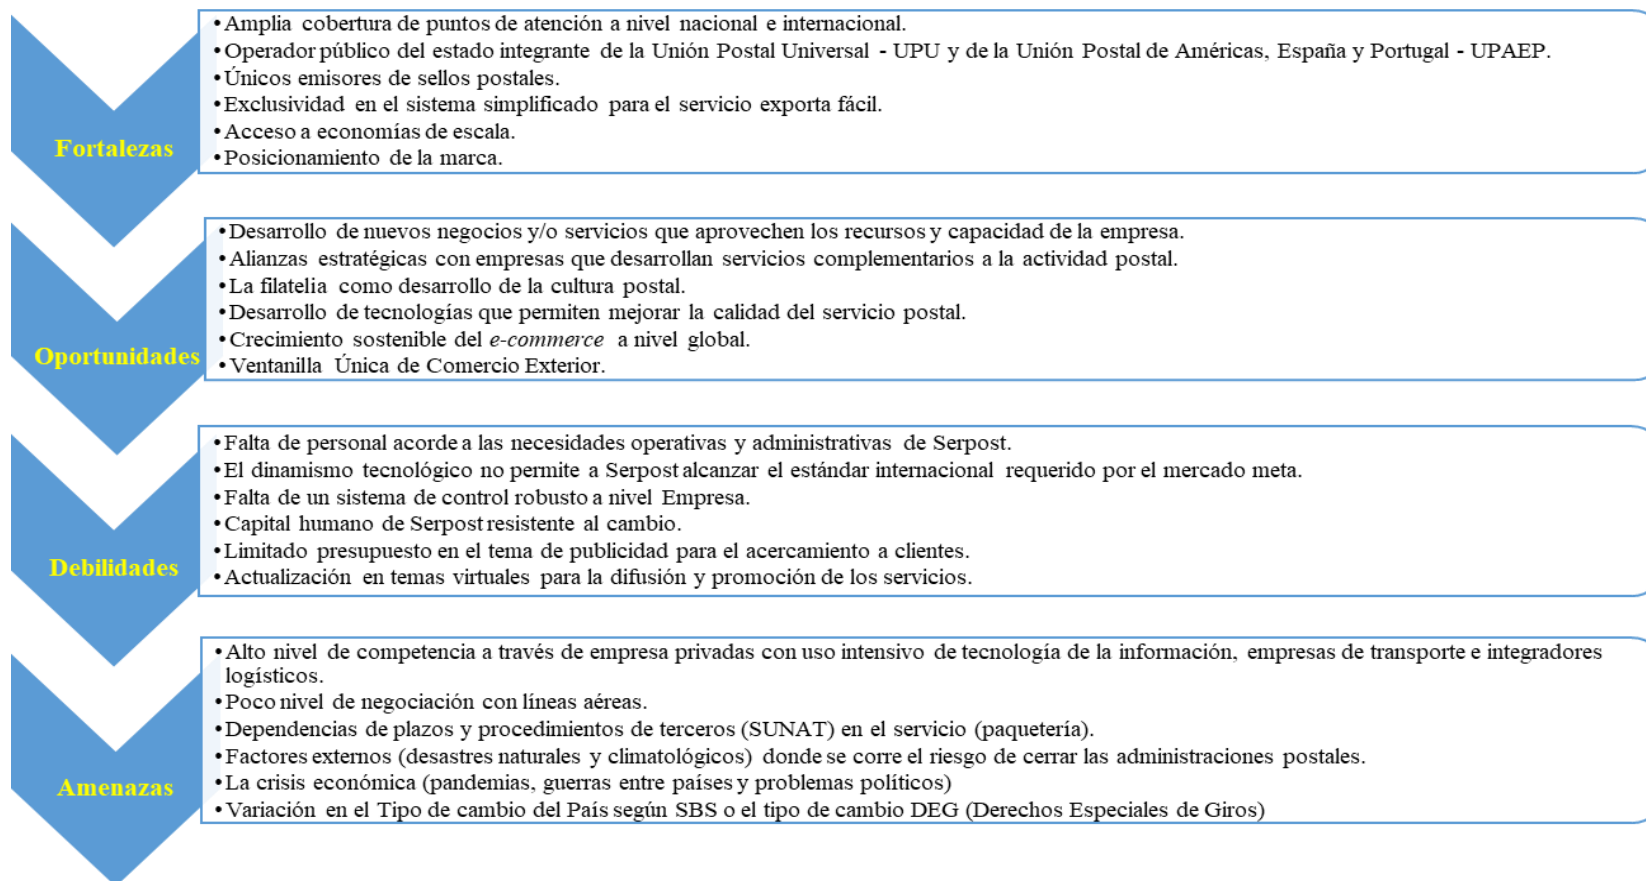 Fortalezas
• Amplia cobertura de puntos de atención a nivel nacional e internacional.
• Operador público del estado integrante de la Unión Postal Universal - UPU y de la Unión Postal de Américas, España y Portugal - UPAEP.
• Únicos emisores de sellos postales.
• Exclusividad en el sistema simplificado para el servicio exporta fácil.
• Acceso a economías de escala.
• Posicionamiento de la marca.
Oportunidades
• Desarrollo de nuevos negocios y/o servicios que aprovechen los recursos y capacidad de la empresa.
• Alianzas estratégicas con empresas que desarrollan servicios complementarios a la actividad postal.
• La filatelia como desarrollo de la cultura postal.
• Desarrollo de tecnologías que permiten mejorar la calidad del servicio postal.
• Crecimiento sostenible del e-commerce a nivel global.
• Ventanilla Única de Comercio Exterior.
Debilidades
• Falta de personal acorde a las necesidades operativas y administrativas de Serpost.
• El dinamismo tecnológico no permite a Serpost alcanzar el estándar internacional requerido por el mercado meta.
• Falta de un sistema de control robusto a nivel Empresa.
• Capital humano de Serpost resistente al cambio.
• Limitado presupuesto en el tema de publicidad para el acercamiento a clientes.
• Actualización en temas virtuales para la difusión y promoción de los servicios.
Amenazas
• Alto nivel de competencia a través de empresa privadas con uso intensivo de tecnología de la información, empresas de transporte e integradores
logísticos.
• Poco nivel de negociación con líneas aéreas.
• Dependencias de plazos y procedimientos de terceros (SUNAT) en el servicio (paquetería).
• Factores externos (desastres naturales y climatológicos) donde se corre el riesgo de cerrar las administraciones postales.
• La crisis económica (pandemias, guerras entre países y problemas políticos)
• Variación en el Tipo de cambio del País según SBS o el tipo de cambio DEG (Derechos Especiales de Giros)